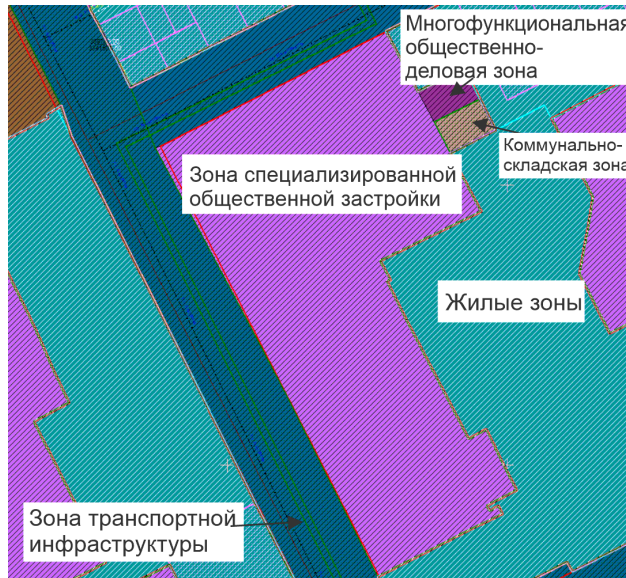 Многофункциональная
общественно-
деловая зона
Коммунально-
складская зона
Зона специализированной
общественной застройки
Жилые зоны
Зона транспортной
инфраструктуры